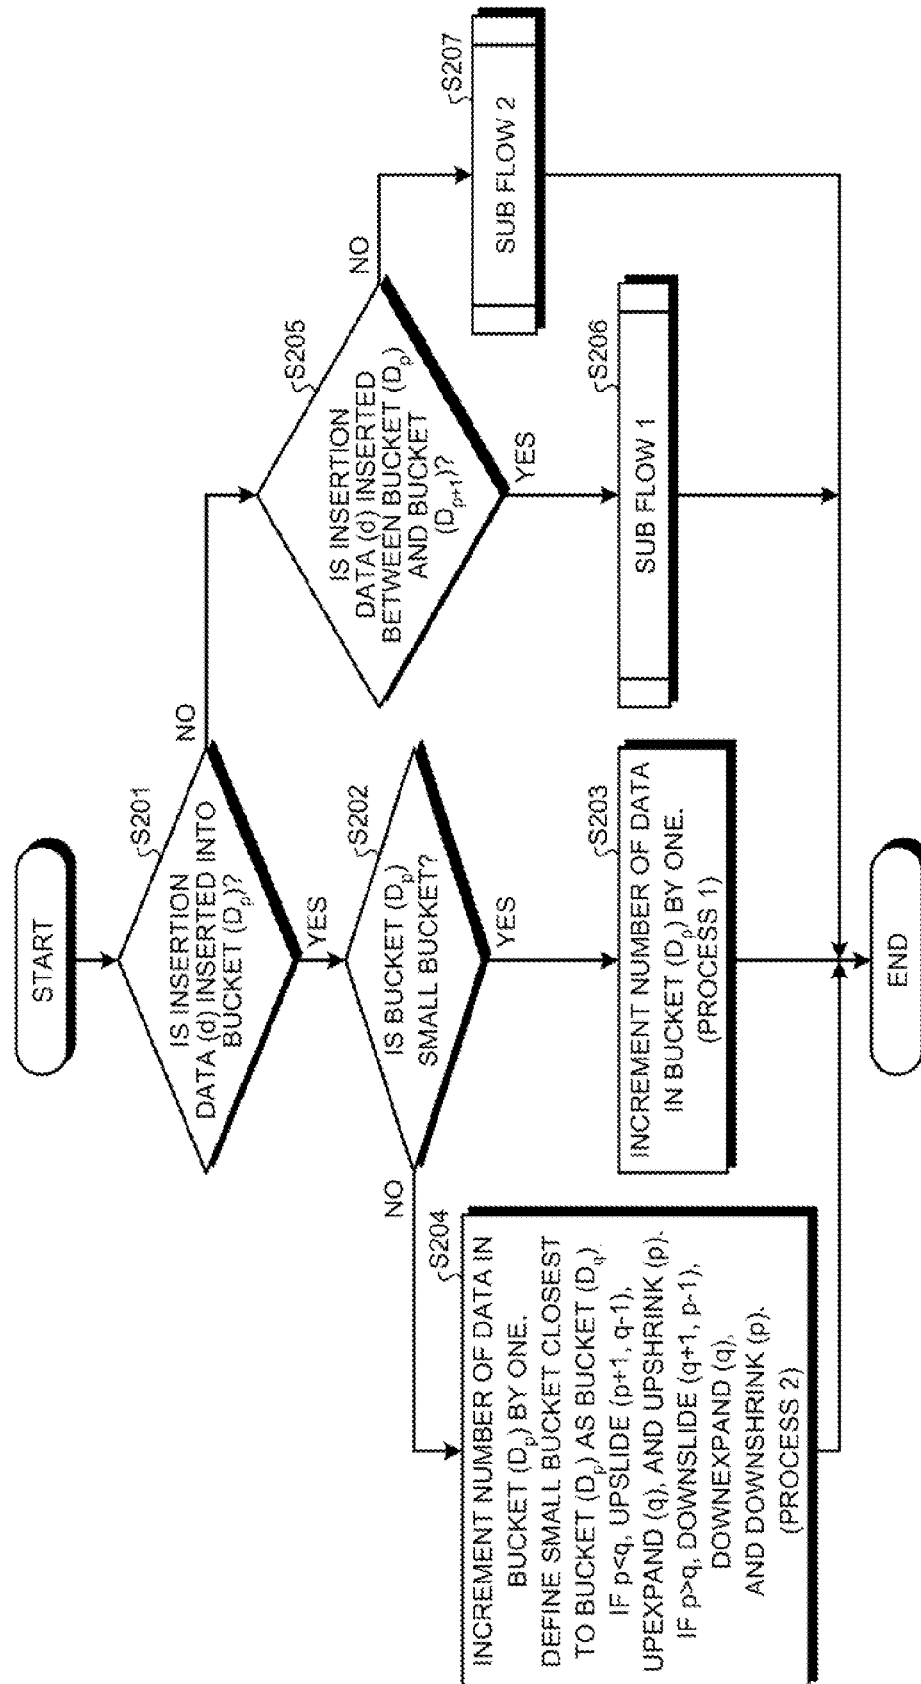 START
S201
IS INSERTION
DATA (d) INSERTED INTO
BUCKET (Dp)?
NO
YES
S202
IS BUCKET (Dp)
SMALL BUCKET?
NO
YES
S203
INCREMENT NUMBER OF DATA
IN BUCKET (Dp) BY ONE.
(PROCESS 1)
S204
INCREMENT NUMBER OF DATA IN
BUCKET (Dp) BY ONE.
DEFINE SMALL BUCKET CLOSEST
TO BUCKET (Dp) AS BUCKET (Dq).
IF p<q, UPSLIDE (p+1, q-1),
UPEXPAND (q), AND UPSHRINK (p).
IF p>q, DOWNSLIDE (q+1, p-1),
DOWNEXPAND (q),
AND DOWNSHRINK (p).
(PROCESS 2)
S205
IS INSERTION
DATA (d) INSERTED
BETWEEN BUCKET (Dp)
AND BUCKET
(Dp+1)?
NO
YES
S206
SUB FLOW 1
S207
SUB FLOW 2
END